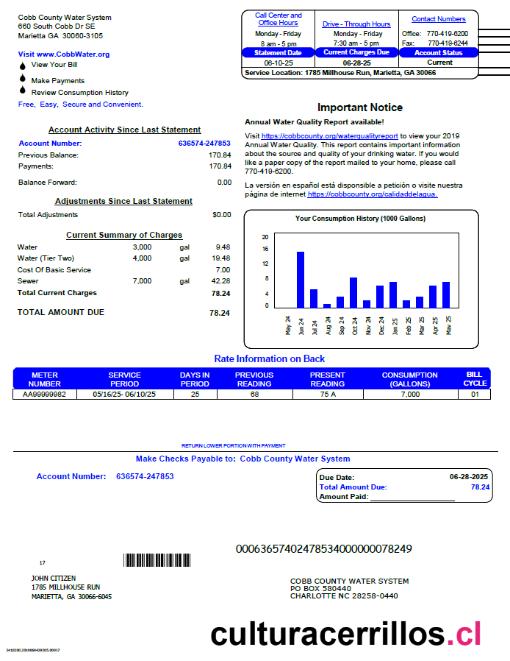 Cobb County Water System
660 South Cobb Dr SE
Marietta GA 30060-3105
Visit www.CobbWater.org
View Your Bill
Make Payments
Review Consumption History
Free, Easy, Secure and Convenient.
Call Center and Office Hours
Monday - Friday
8 am - 5 pm
Drive - Through Hours
Monday - Friday
7:30 am - 5 pm
Contact Numbers
Office: 770-419-6200
Fax: 770-419-6244
Statement Date Current Charges Due Account Status
06-10-25 06-28-25 Current
Service Location: 1785 Millhouse Run, Marietta, GA 30066
Account Activity Since Last Statement
Account Number: 636574-247853
Previous Balance: 170.84
Payments: 170.84
Balance Forward: 0.00
Adjustments Since Last Statement
Total Adjustments $0.00
Current Summary of Charges
Water 3,000 gal 9.48
Water (Tier Two) 4,000 gal 19.48
Cost Of Basic Service 7.00
Sewer 7,000 gal 42.28
Total Current Charges 78.24
TOTAL AMOUNT DUE 78.24
Important Notice
Annual Water Quality Report available!
Visit https://cobbcounty.org/waterqualityreport to view your 2019
Annual Water Quality. This report contains important information
about the source and quality of your drinking water. If you would
like a paper copy of the report mailed to your home, please call
770-419-6200.
La versión en español está disponible a petición o visite nuestra
página de internet https://cobbcounty.org/calidaddelagua.
Your Consumption History (1000 Gallons)
20
16
12
8
4
0
May 24 Jun 24 Jul 24 Aug 24 Sep 24 Oct 24 Nov 24 Dec 24 Jan 25 Feb 25 Mar 25 Apr 25 May 25
Rate Information on Back
METER NUMBER SERVICE PERIOD DAYS IN PERIOD PREVIOUS READING PRESENT READING CONSUMPTION (GALLONS) BILL CYCLE
AA99999982 05/16/25- 06/10/25 25 68 75 A 7,000 01
RETURN LOWER PORTION WITH PAYMENT
Make Checks Payable to: Cobb County Water System
Account Number: 636574-247853
Due Date: 06-28-2025
Total Amount Due: 78.24
Amount Paid:
00063657402478534000000078249
17
JOHN CITIZEN
1785 MILLHOUSE RUN
MARIETTA, GA 30066-6045
COBB COUNTY WATER SYSTEM
PO BOX 580440
CHARLOTTE NC 28258-0440
culturacerrillos.cl